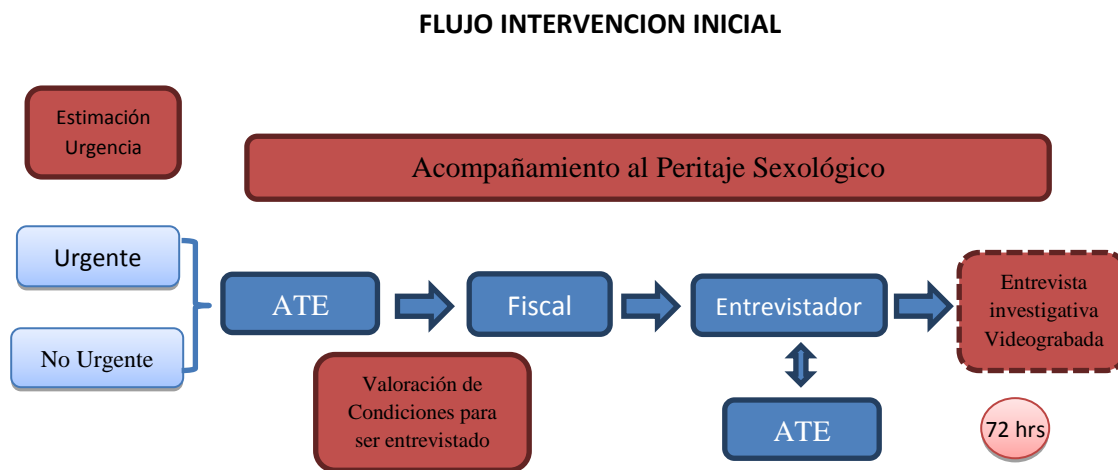 FLUJO INTERVENCION INICIAL
Estimación
Urgencia
Acompañamiento al Peritaje Sexológico
Urgente
No Urgente
ATE
Fiscal
Entrevistador
Entrevista
investigativa
Videograbada
Valoración de
Condiciones para
ser entrevistado
ATE
72 hrs